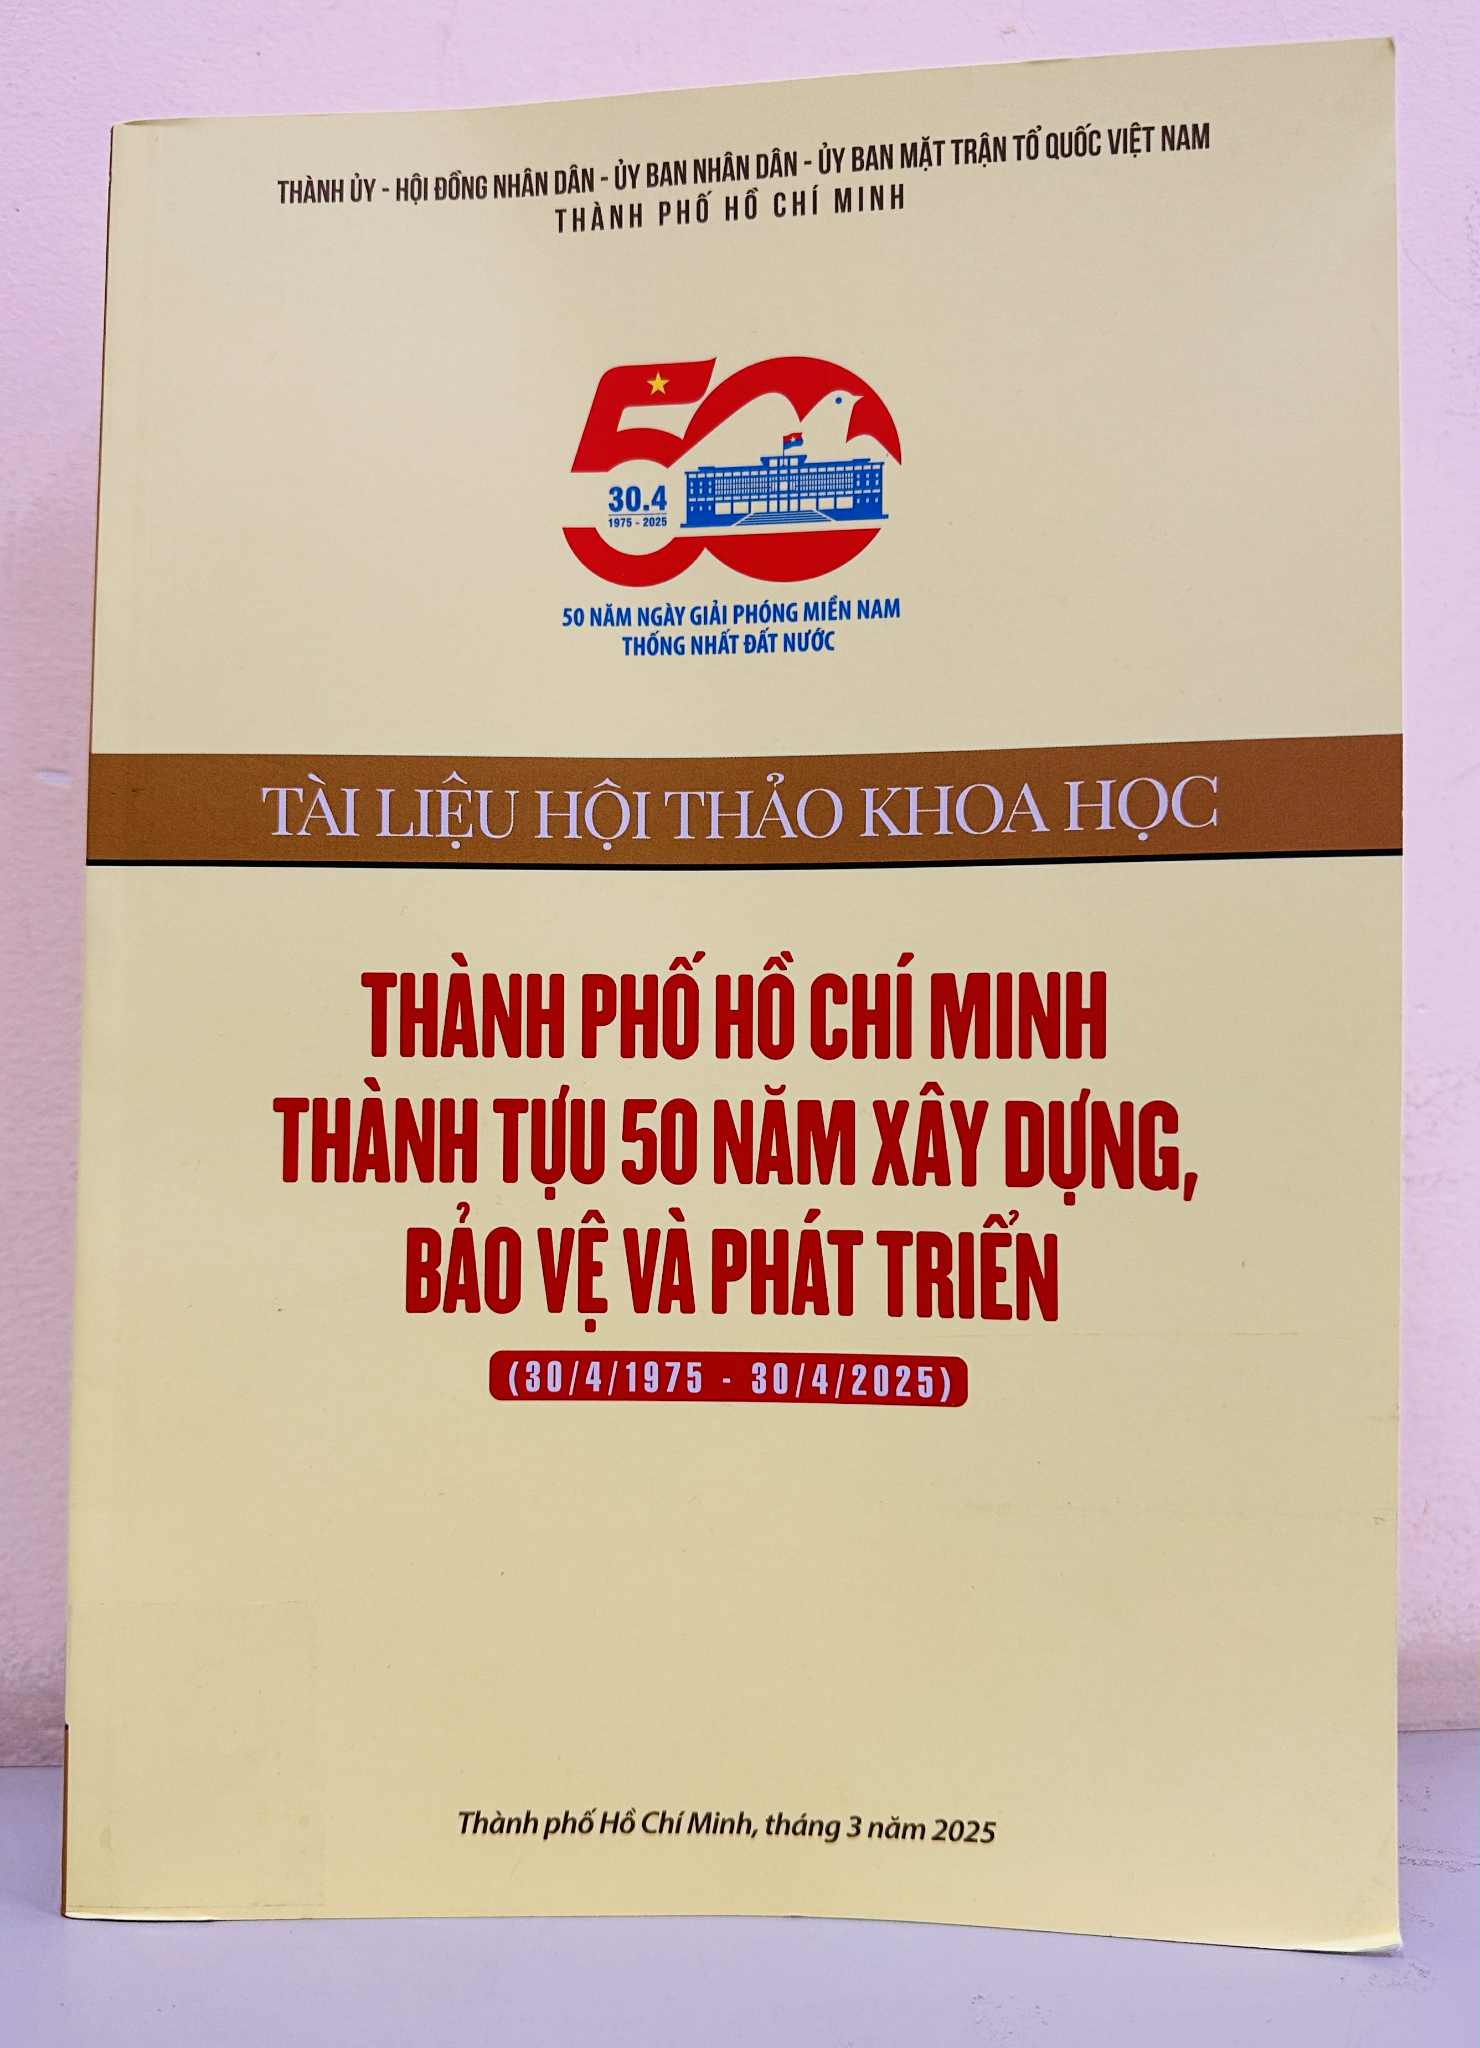 THÀNH ỦY - HỘI ĐỒNG NHÂN DÂN - ỦY BAN NHÂN DÂN - ỦY BAN MẶT TRẬN TỔ QUỐC VIỆT NAM
THÀNH PHỐ HỒ CHÍ MINH
50
30.4
1975 - 2025
50 NĂM NGÀY GIẢI PHÓNG MIỀN NAM
THỐNG NHẤT ĐẤT NƯỚC
TÀI LIỆU HỘI THẢO KHOA HỌC
THÀNH PHỐ HỒ CHÍ MINH
THÀNH TỰU 50 NĂM XÂY DỰNG,
BẢO VỆ VÀ PHÁT TRIỂN
(30/4/1975 - 30/4/2025)
Thành phố Hồ Chí Minh, tháng 3 năm 2025